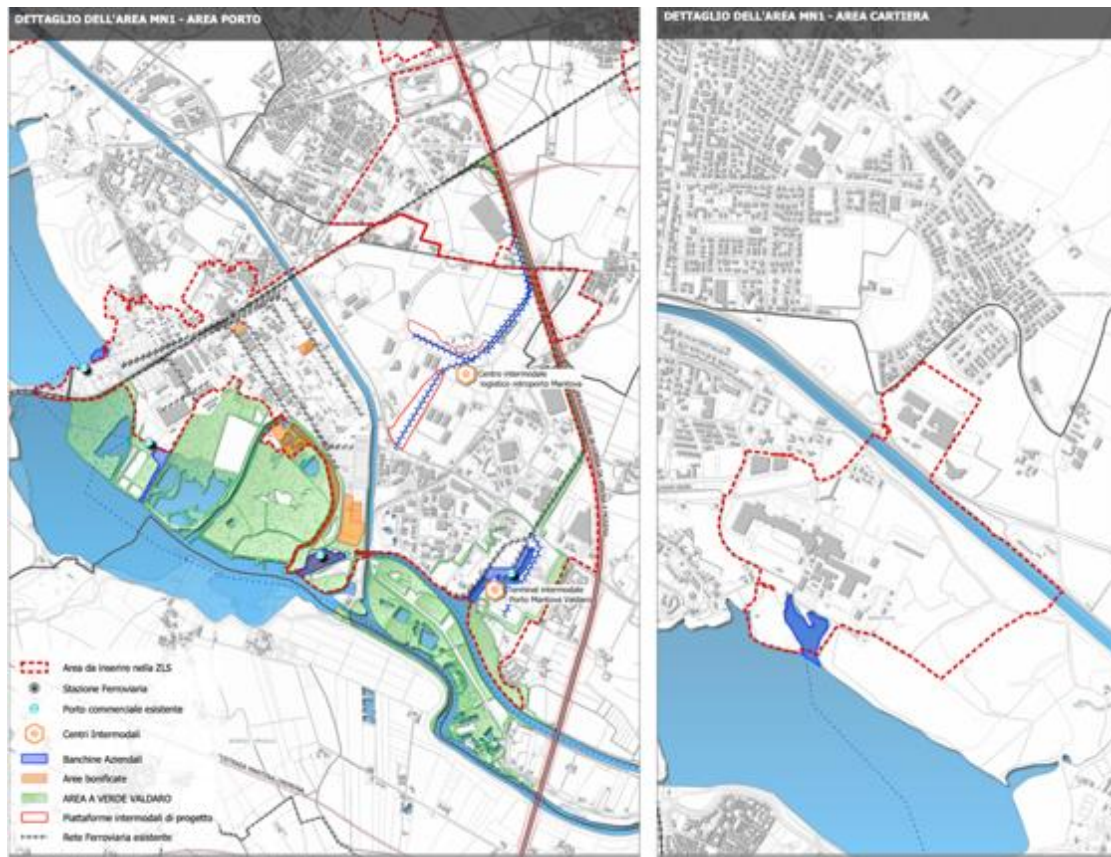 DETTAGLIO DELL'AREA MN1 - AREA PORTO
Centro intermodale
logistico retroporto Mantova
Terminal intermodale
Porto Mantova Valdaro
Area da inserire nella ZLS
Stazione Ferroviaria
Porto commerciale esistente
Centri Intermodali
Banchine Aziendali
Aree bonificate
AREA A VERDE VALDARO
Piattaforme intermodali di progetto
Rete Ferroviaria esistente
DETTAGLIO DELL'AREA MN1 - AREA CARTIERA